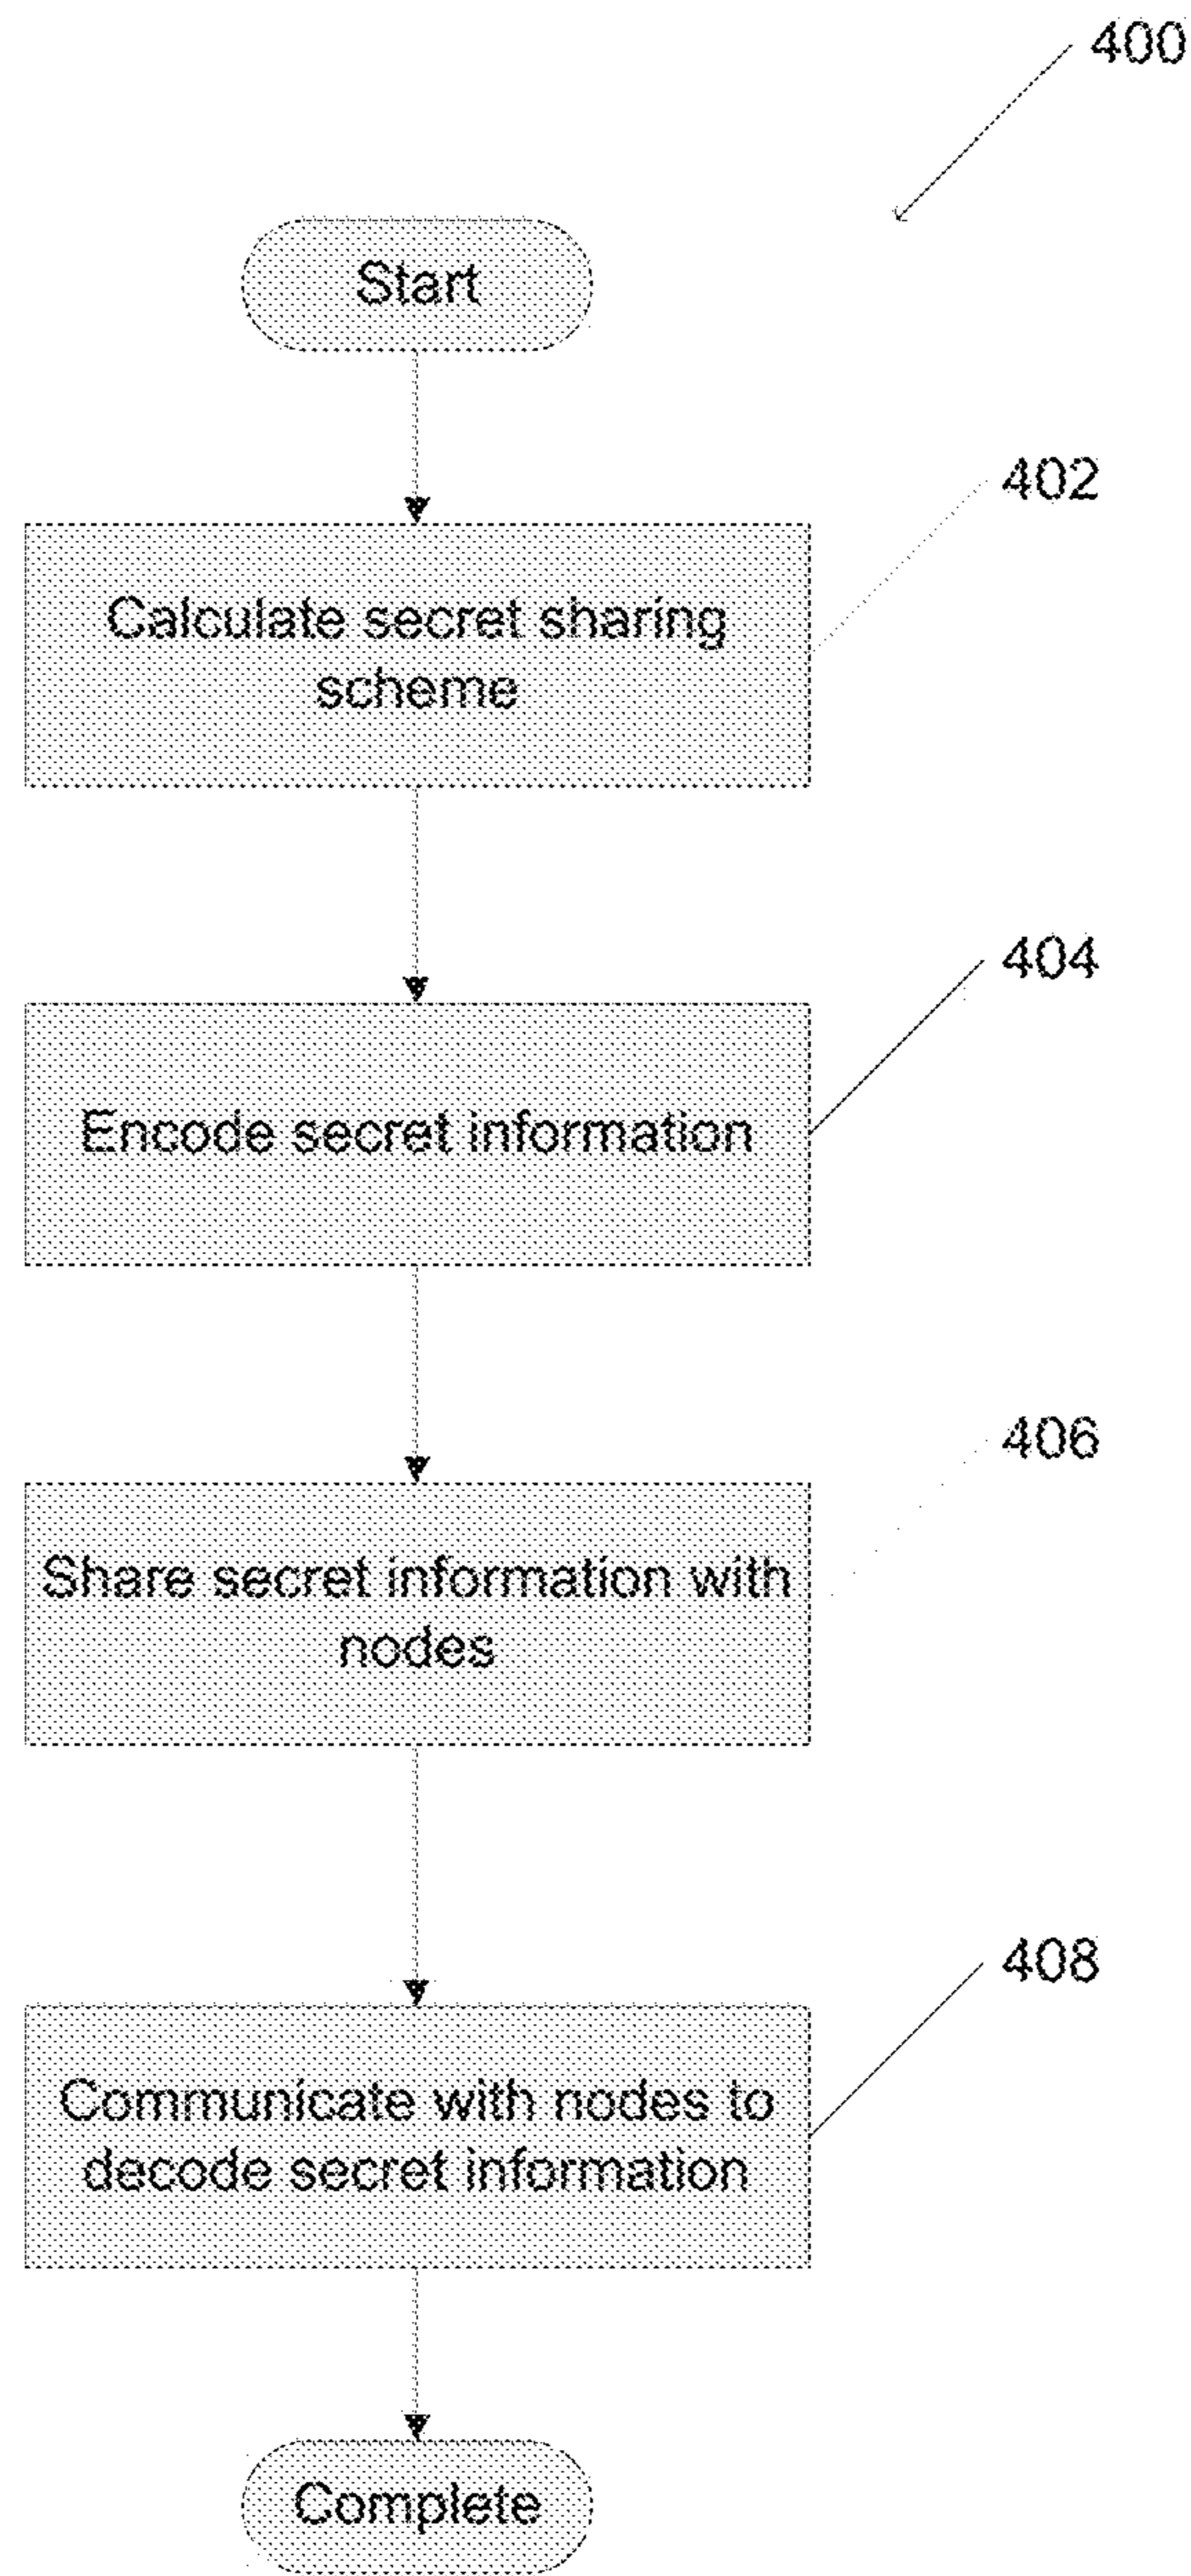 400
Start
402
Calculate secret sharing
scheme
404
Encode secret information
406
Share secret information with
nodes
408
Communicate with nodes to
decode secret information
Complete